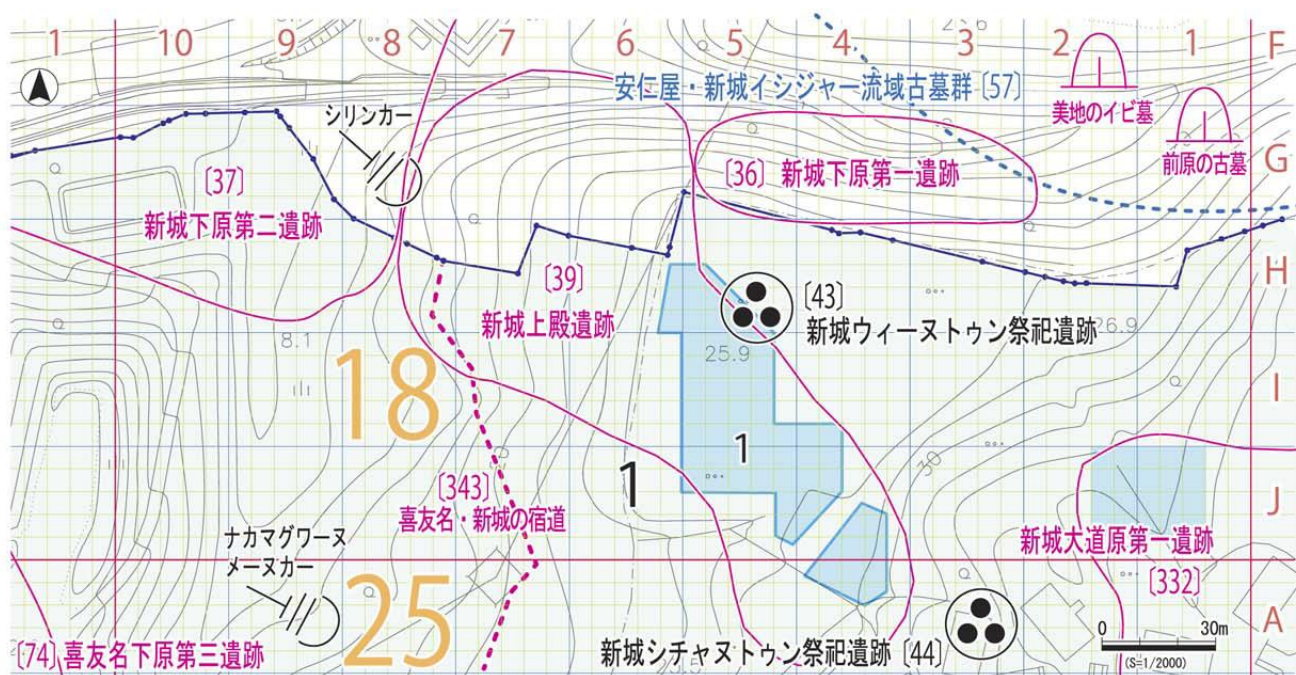 1 10 9 8 7 6 5 4 3 2 1 F
安仁屋・新城イシジャー流域古墓群〔57〕
美地のイビ墓
シリンカー
前原の古墓
G
〔37〕
新城下原第二遺跡
〔36〕新城下原第一遺跡
H
〔39〕
新城上殿遺跡
〔43〕
新城ウィーヌトゥン祭祀遺跡
26.9
8.1
25.9
18
I
1
1
〔343〕
喜友名・新城の宿道
30
J
新城大道原第一遺跡
〔332〕
ナカマグワーヌ
メーヌカー
25
A
〔74〕喜友名下原第三遺跡
新城シチャヌトゥン祭祀遺跡〔44〕
25.5
0 30m
(S=1/2000)